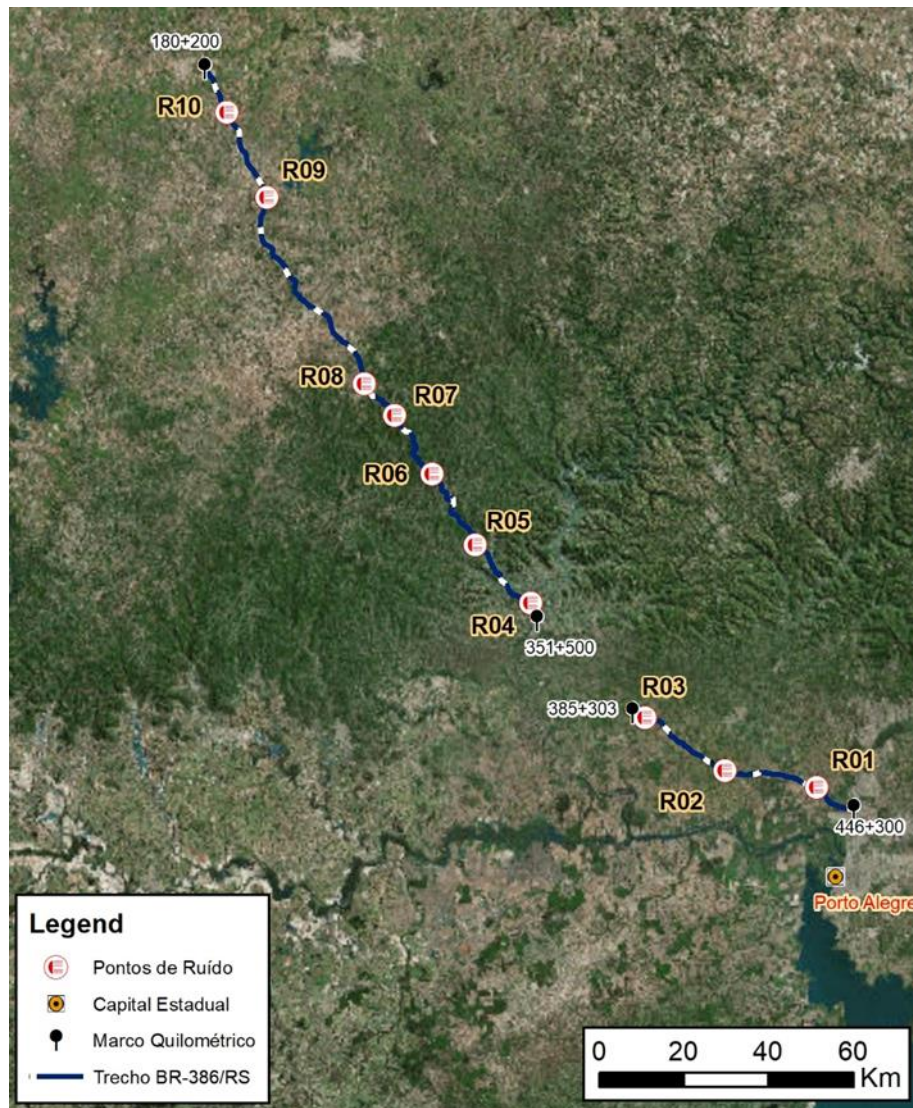 180+200
R10
R09
R08
R07
R06
R05
R04
351+500
R03
385+303
R01
R02
446+300
Porto Alegre
Legend
Pontos de Ruído
Capital Estadual
Marco Quilométrico
Trecho BR-386/RS
0 20 40 60
Km